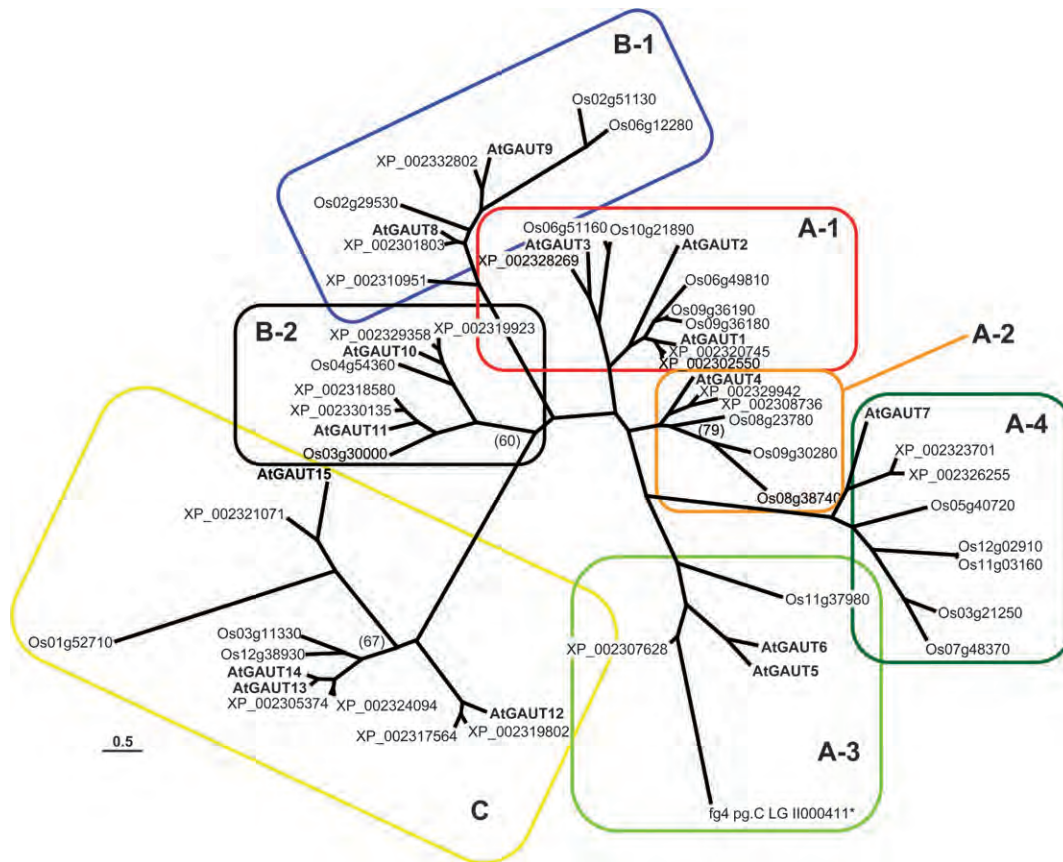 B-1
Os02g51130
Os06g12280
AtGAUT9
XP_002332802
Os02g29530
AtGAUT8
XP_002301803
XP_002310951
A-1
Os06g51160
Os10g21890
AtGAUT3
AtGAUT2
XP_002328269
Os06g49810
Os09g36190
Os09g36180
AtGAUT1
XP_002320745
XP_002302550
B-2
XP_002319923
XP_002329358
AtGAUT10
Os04g54360
XP_002318580
XP_002330135
AtGAUT11
Os03g30000
(60)
A-2
AtGAUT4
XP_002329942
XP_002308736
Os08g23780
(79)
Os09g30280
Os08g38740
A-4
AtGAUT7
XP_002323701
XP_002326255
Os05g40720
Os12g02910
Os11g03160
Os03g21250
Os07g48370
AtGAUT15
XP_002321071
Os01g52710
Os03g11330
(67)
Os12g38930
AtGAUT14
AtGAUT13
XP_002305374
XP_002324094
AtGAUT12
XP_002317564
XP_002319802
C
0.5
Os11g37980
XP_002307628
AtGAUT6
AtGAUT5
A-3
fg4 pg.C LG II000411*